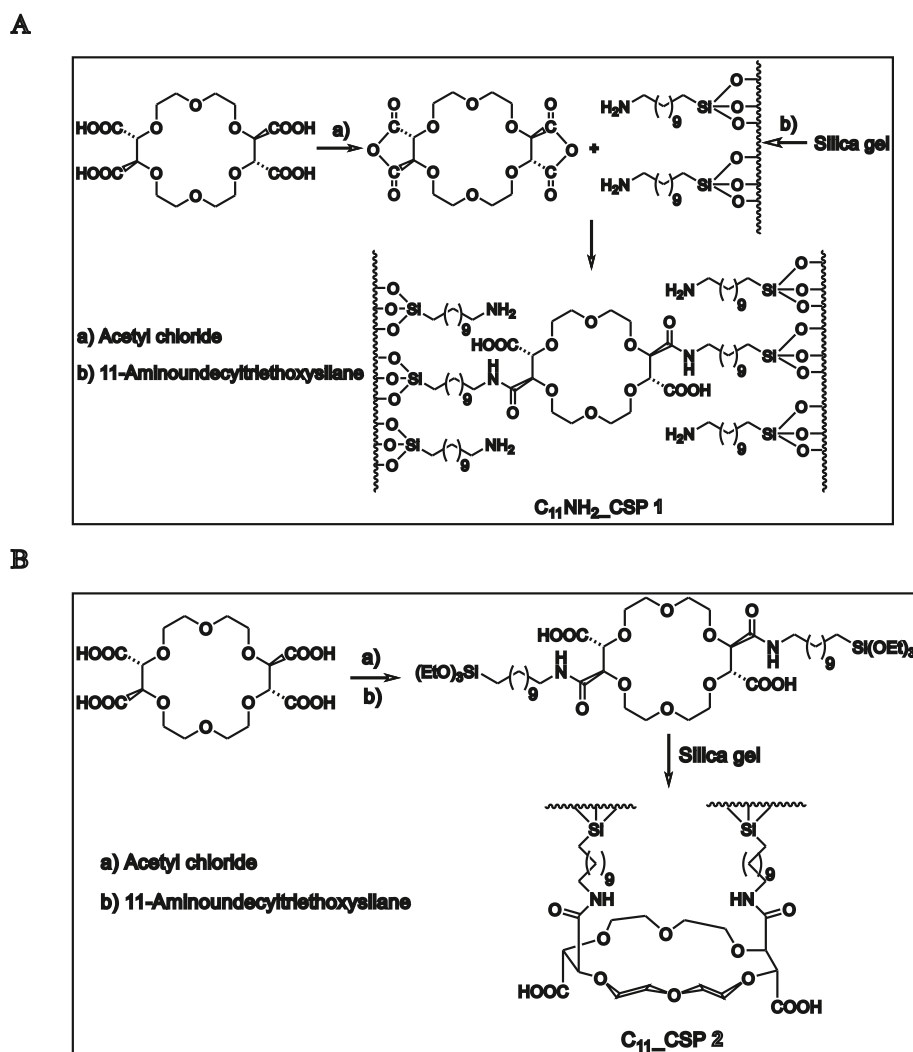 A
HOOC
HOOC
COOH
COOH
O
O
O
O
O
O
a)
O
O
O
O
O
O
O
O
O
O
O
O
+
H2N
9
Si
O
O
O
H2N
9
Si
O
O
O
b)
Silica gel
a) Acetyl chloride
b) 11-Aminoundecyltriethoxysilane
O
O
O
Si
9
NH2
O
O
O
Si
9
H
N
O
O
O
O
Si
9
NH2
HOOC
O
O
O
O
O
O
COOH
O
N
H
9
Si
O
O
O
H2N
9
Si
O
O
O
H2N
9
Si
O
O
O
C11NH2_CSP 1
B
HOOC
HOOC
COOH
COOH
O
O
O
O
O
O
a)
b)
(EtO)3Si
9
H
N
O
HOOC
O
O
O
O
O
O
COOH
O
N
H
9
Si(OEt)3
Silica gel
a) Acetyl chloride
b) 11-Aminoundecyltriethoxysilane
Si
9
NH
O
Si
9
HN
O
O
O
O
O
O
O
HOOC
COOH
C11_CSP 2